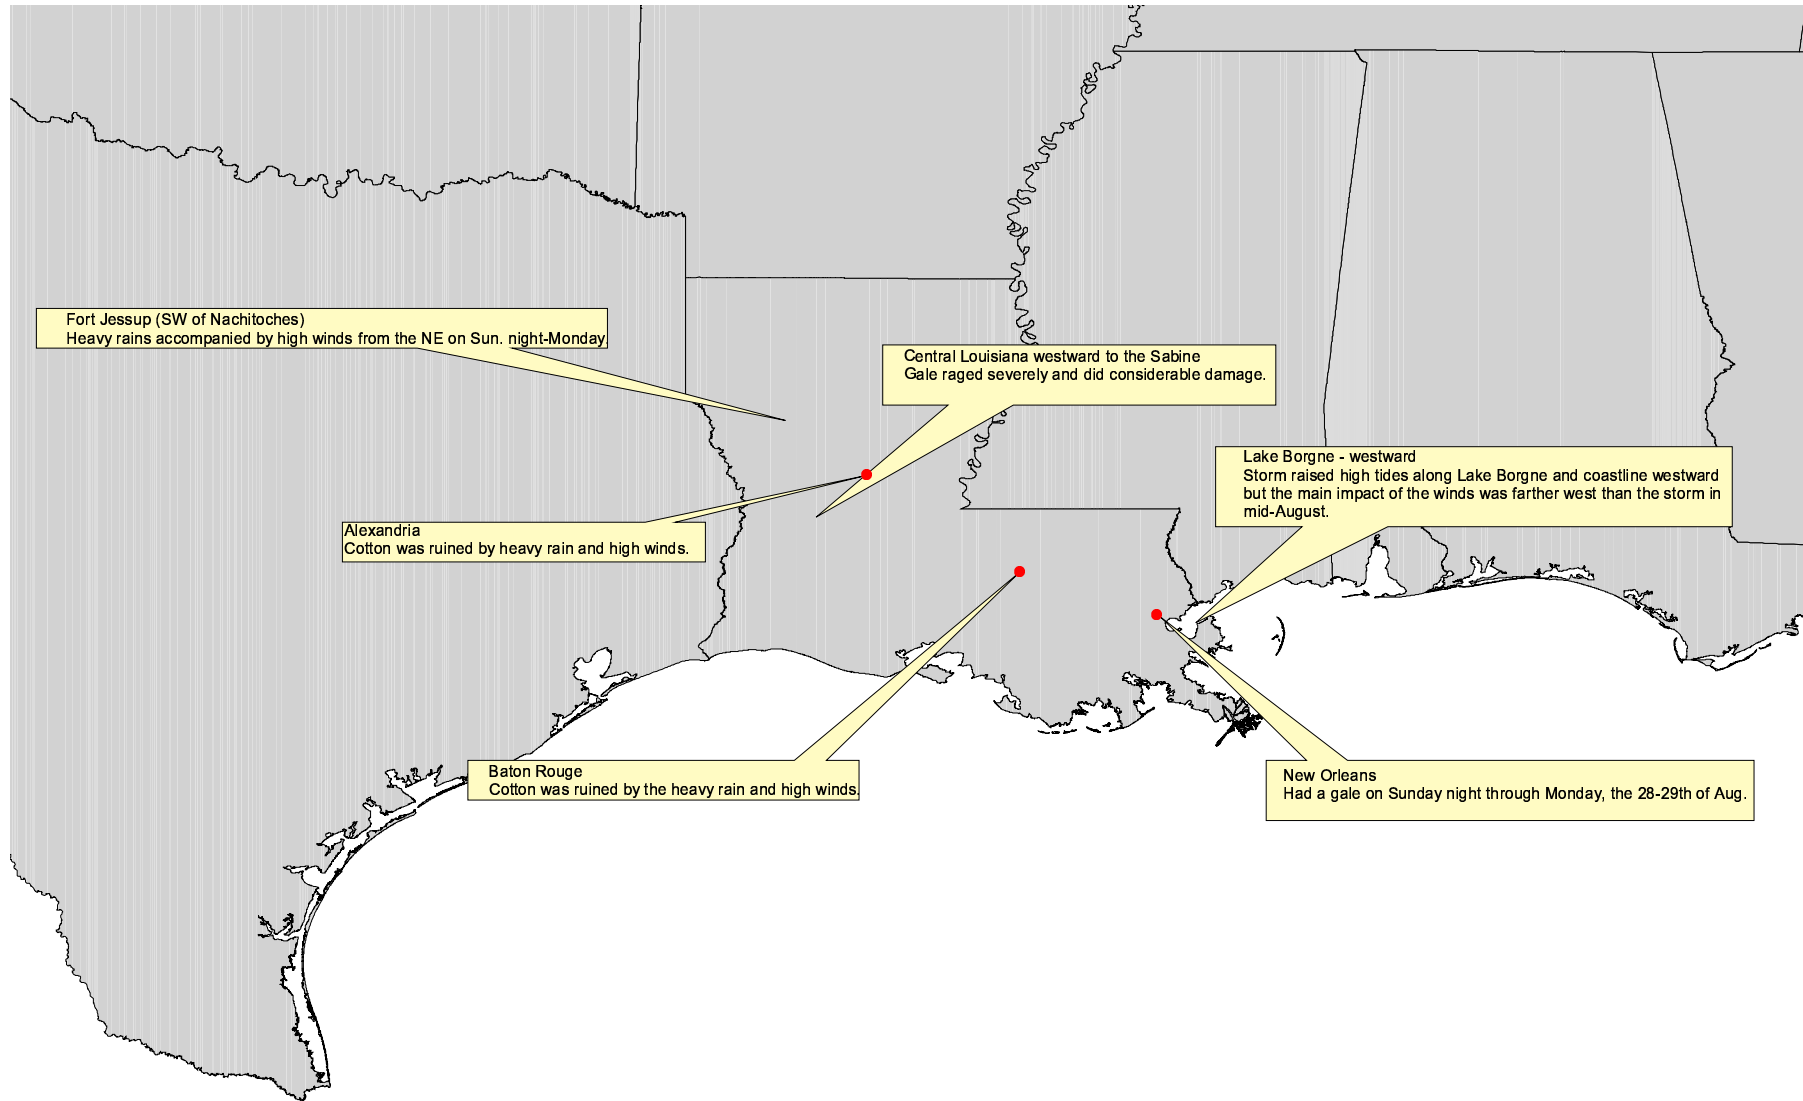 Fort Jessup (SW of Nachitoches)
Heavy rains accompanied by high winds from the NE on Sun. night-Monday.
Central Louisiana westward to the Sabine
Gale raged severely and did considerable damage.
Lake Borgne - westward
Storm raised high tides along Lake Borgne and coastline westward
but the main impact of the winds was farther west than the storm in
mid-August.
Alexandria
Cotton was ruined by heavy rain and high winds.
Baton Rouge
Cotton was ruined by the heavy rain and high winds.
New Orleans
Had a gale on Sunday night through Monday, the 28-29th of Aug.